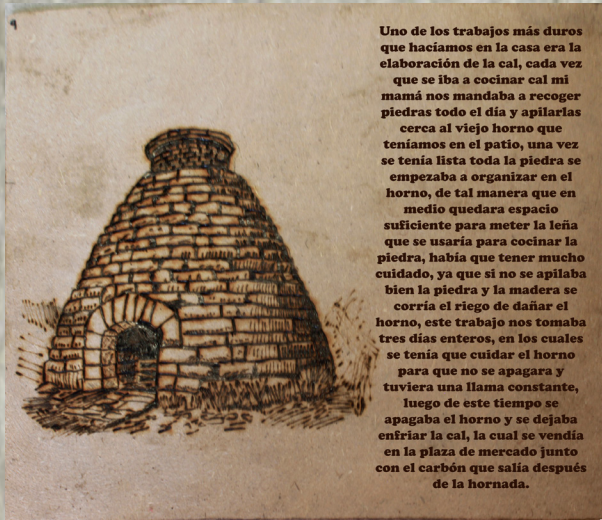 Uno de los trabajos más duros
que hacíamos en la casa era la
elaboración de la cal, cada vez
que se iba a cocinar cal mi
mamá nos mandaba a recoger
piedras todo el día y apilarlas
cerca al viejo horno que
teníamos en el patio, una vez
se tenía lista toda la piedra se
empezaba a organizar en el
horno, de tal manera que en
medio quedara espacio
suficiente para meter la leña
que se usaría para cocinar la
piedra, había que tener mucho
cuidado, ya que si no se apilaba
bien la piedra y la madera se
corría el riego de dañar el
horno, este trabajo nos tomaba
tres días enteros, en los cuales
se tenía que cuidar el horno
para que no se apagara y
tuviera una llama constante,
luego de este tiempo se
apagaba el horno y se dejaba
enfriar la cal, la cual se vendía
en la plaza de mercado junto
con el carbón que salía después
de la hornada.